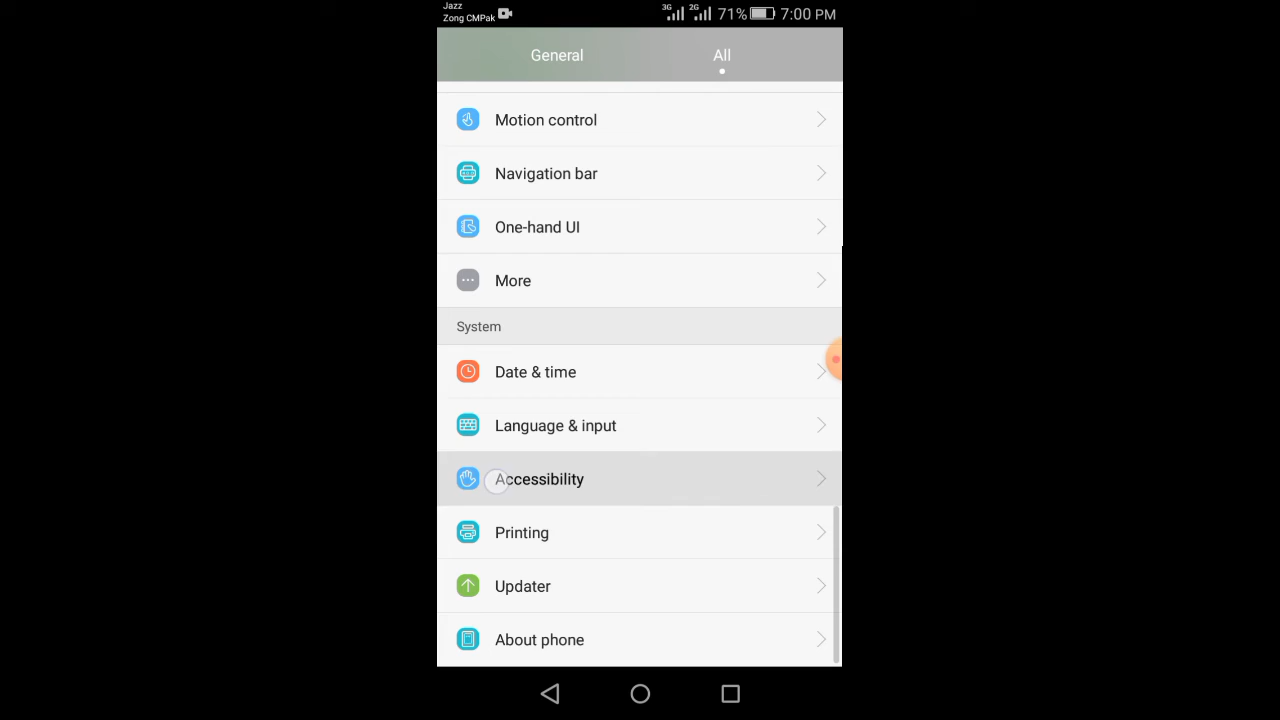 Jazz
Zong CMPak
3G 2G 71% 7:00 PM
General All
Motion control
Navigation bar
One-hand UI
More
System
Date & time
Language & input
Accessibility
Printing
Updater
About phone